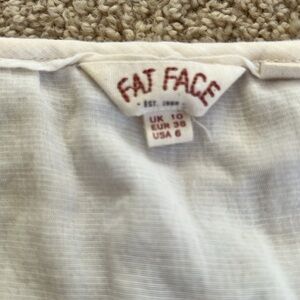 FAT FACE
- EST. 1988 -
UK 10
EUR 38
USA 6